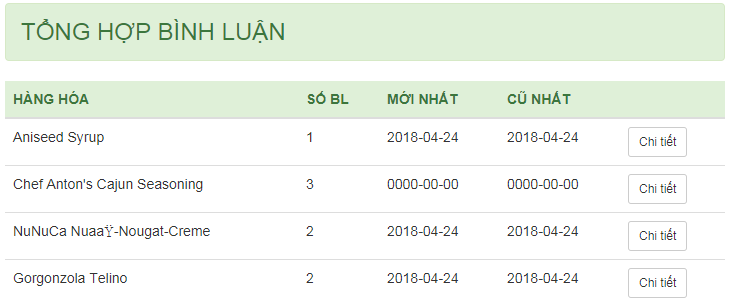 TỔNG HỢP BÌNH LUẬN
HÀNG HÓA SỐ BL MỚI NHẤT CŨ NHẤT
Aniseed Syrup 1 2018-04-24 2018-04-24 Chi tiết
Chef Anton's Cajun Seasoning 3 0000-00-00 0000-00-00 Chi tiết
NuNuCa NuaaŸ-Nougat-Creme 2 2018-04-24 2018-04-24 Chi tiết
Gorgonzola Telino 2 2018-04-24 2018-04-24 Chi tiết